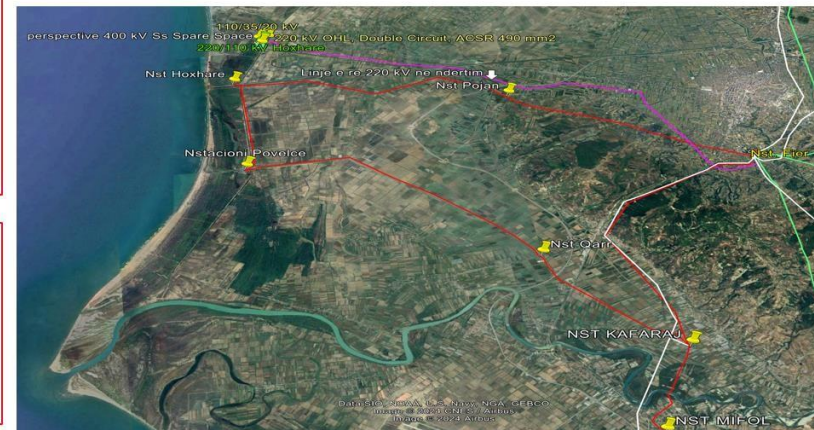 110/35/20 kV
perspective 400 kV Ss Spare Space
220 kV OHL, Double Circuit, ACSR 490 mm2
220/110 kV Hoxhare
Nst Hoxhare
Linje e re 220 kV ne ndertim
Nst Pojan
Nstacioni Povelce
Nst. Fier
Nst Qarr
NST KAFARAJ
Data SIO, NOAA, U.S. Navy, NGA, GEBCO
Image © 2024 CNES / Airbus
Image © 2024 Airbus
NST MIFOL